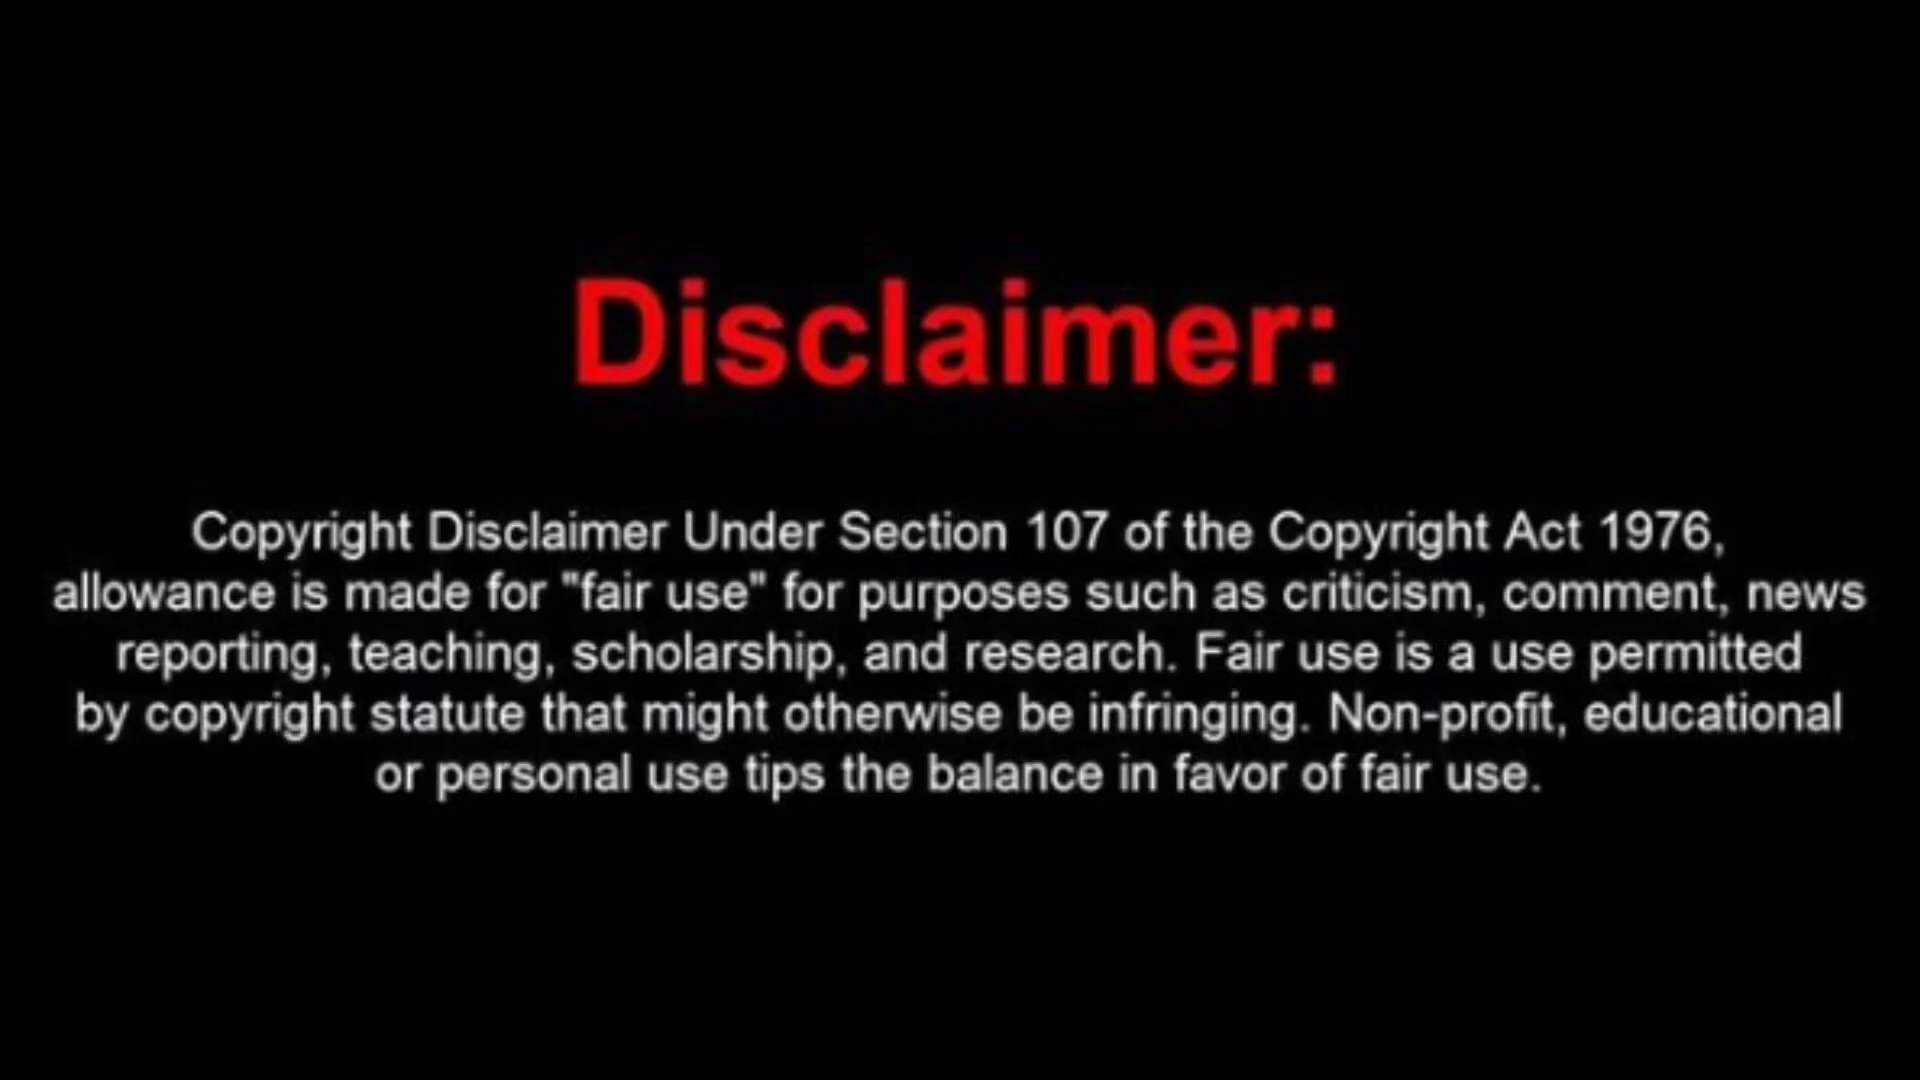 Disclaimer:
Copyright Disclaimer Under Section 107 of the Copyright Act 1976,
allowance is made for "fair use" for purposes such as criticism, comment, news
reporting, teaching, scholarship, and research. Fair use is a use permitted
by copyright statute that might otherwise be infringing. Non-profit, educational
or personal use tips the balance in favor of fair use.